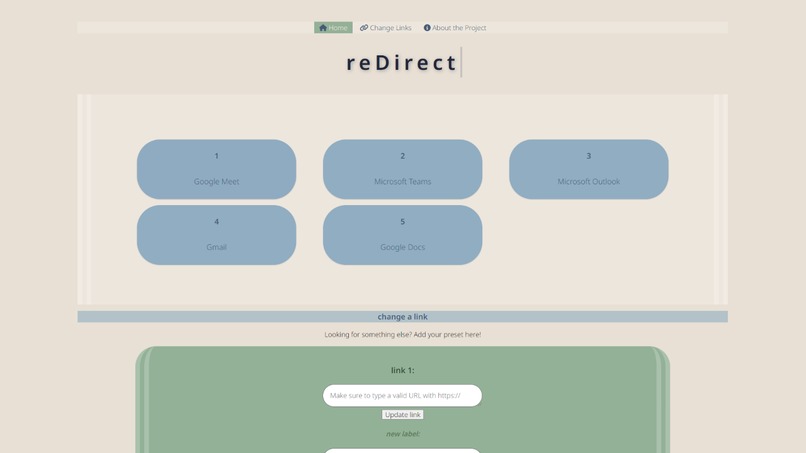 Home Change Links About the Project
reDirect
1 2 3
Google Meet Microsoft Teams Microsoft Outlook
4 5
Gmail Google Docs
change a link
Looking for something else? Add your preset here!
link 1:
Make sure to type a valid URL with https://
Update link
new label: